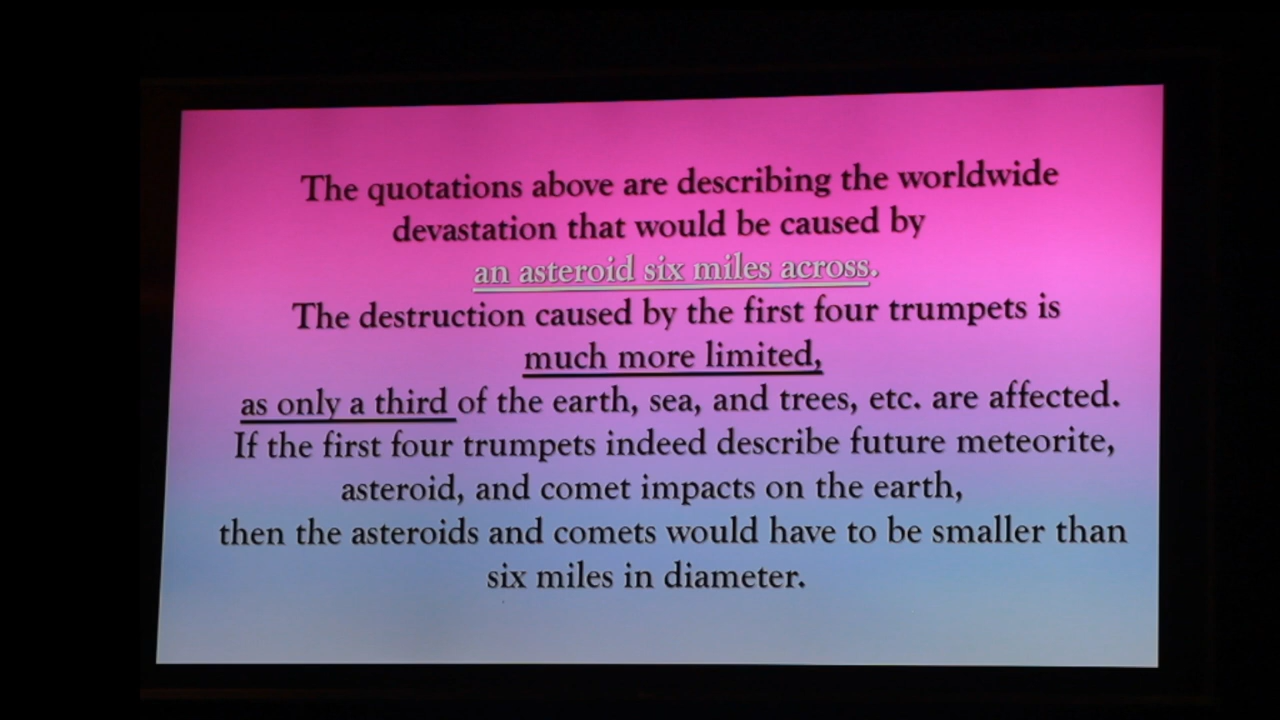 The quotations above are describing the worldwide
devastation that would be caused by
an asteroid six miles across.
The destruction caused by the first four trumpets is
much more limited,
as only a third of the earth, sea, and trees, etc. are affected.
If the first four trumpets indeed describe future meteorite,
asteroid, and comet impacts on the earth,
then the asteroids and comets would have to be smaller than
six miles in diameter.